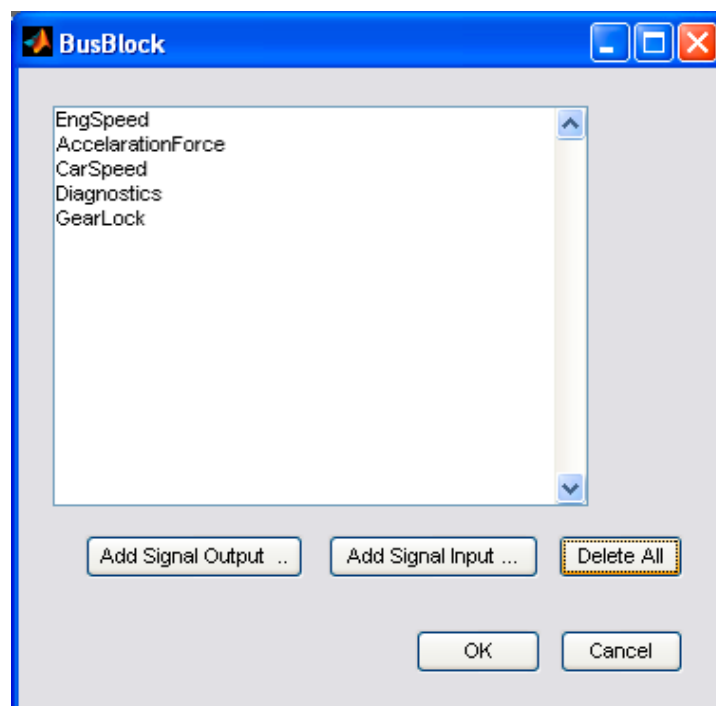 BusBlock
EngSpeed
AccelarationForce
CarSpeed
Diagnostics
GearLock
Add Signal Output ..
Add Signal Input ...
Delete All
OK
Cancel